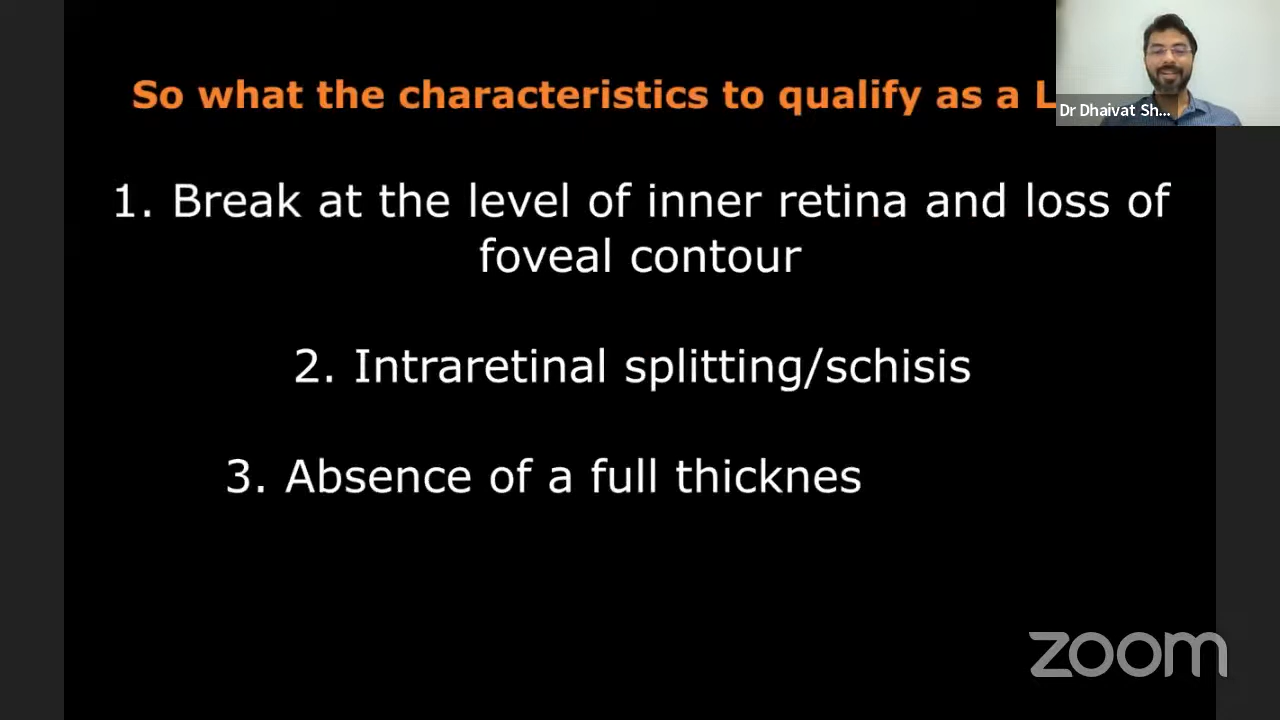 So what the characteristics to qualify as a L
Dr Dhaivat Sh...
1. Break at the level of inner retina and loss of
foveal contour
2. Intraretinal splitting/schisis
3. Absence of a full thicknes
zoom